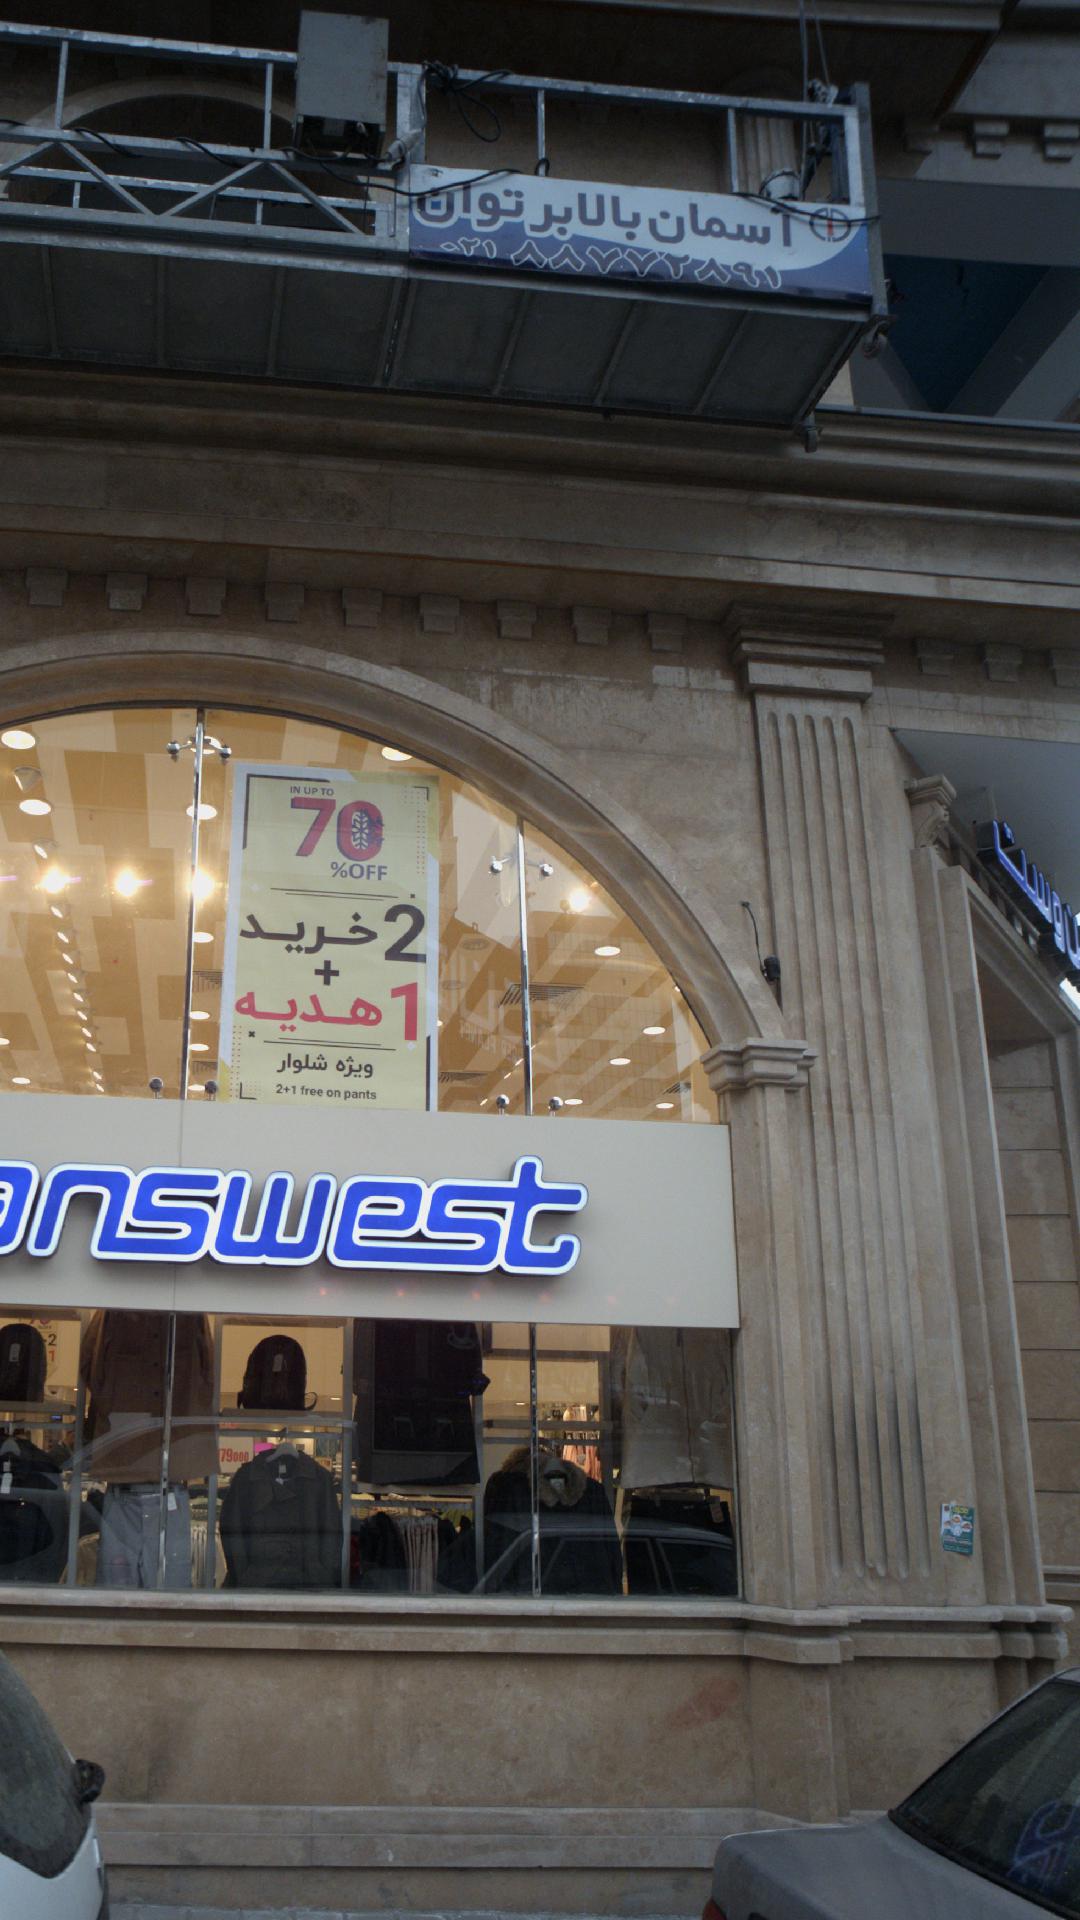 آسمان بالابر توان
۰۲۱ ۸۸۷۷۲۸۹۱
IN UP TO
70
%OFF
2 خرید
+
1 هدیه
ویژه شلوار
2+1 free on pants
answest
79000